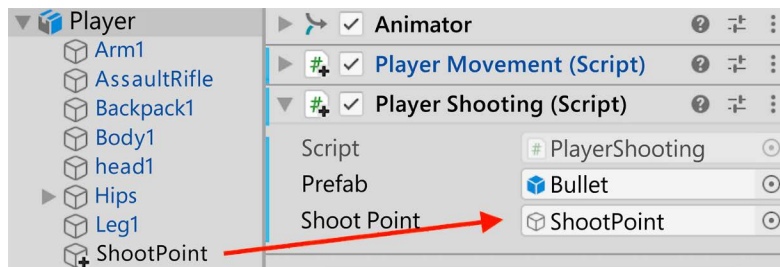 Player
Arm1
AssaultRifle
Backpack1
Body1
head1
Hips
Leg1
ShootPoint
Animator
Player Movement (Script)
Player Shooting (Script)
Script # PlayerShooting
Prefab Bullet
Shoot Point ShootPoint